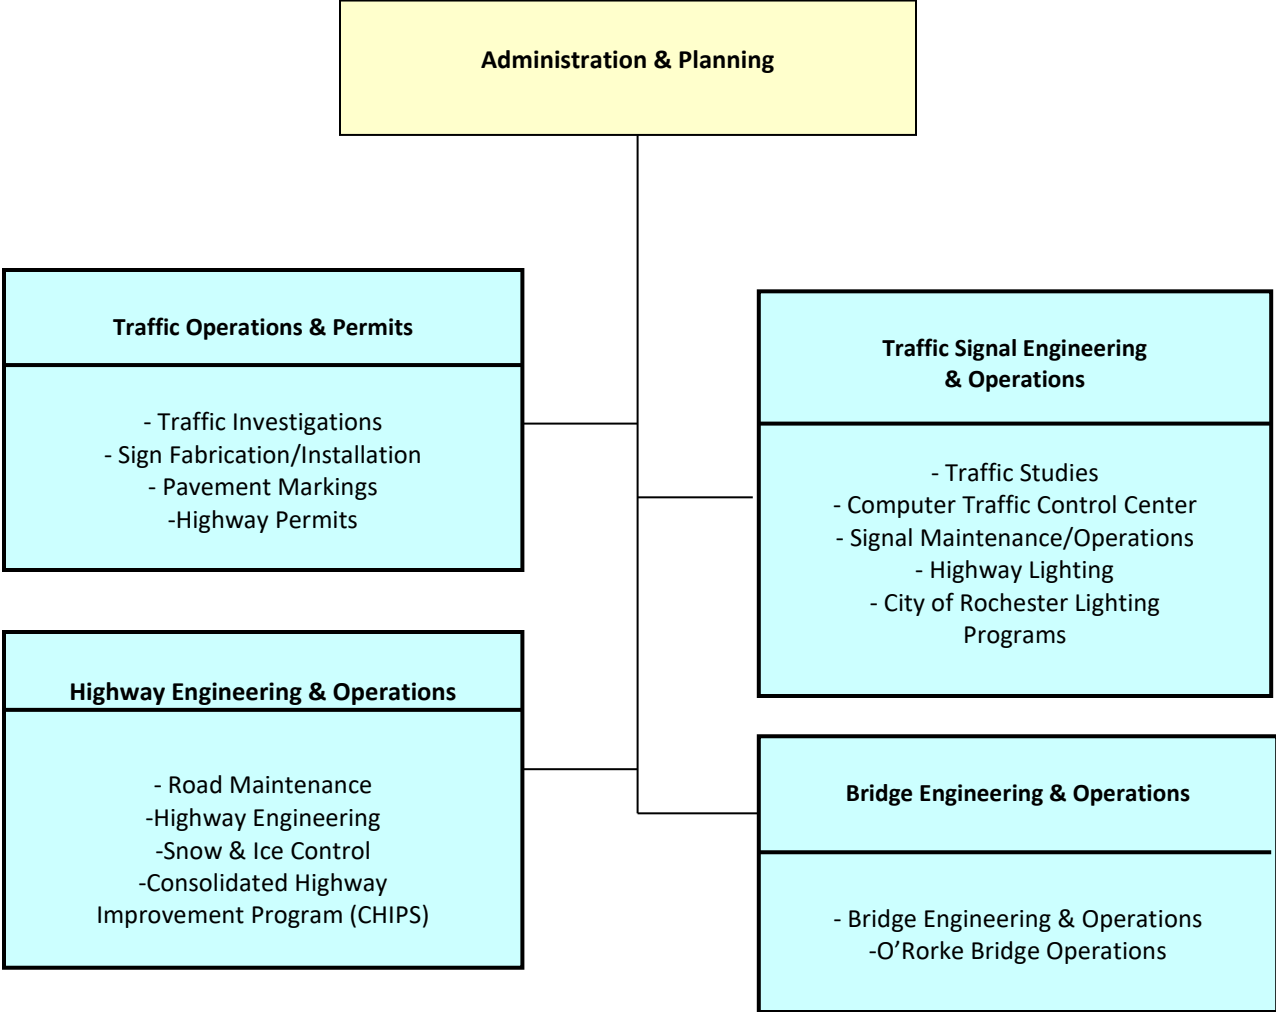 Administration & Planning
Traffic Operations & Permits
- Traffic Investigations
- Sign Fabrication/Installation
- Pavement Markings
-Highway Permits
Traffic Signal Engineering
& Operations
- Traffic Studies
- Computer Traffic Control Center
- Signal Maintenance/Operations
- Highway Lighting
- City of Rochester Lighting
Programs
Highway Engineering & Operations
- Road Maintenance
-Highway Engineering
-Snow & Ice Control
-Consolidated Highway
Improvement Program (CHIPS)
Bridge Engineering & Operations
- Bridge Engineering & Operations
-O’Rorke Bridge Operations